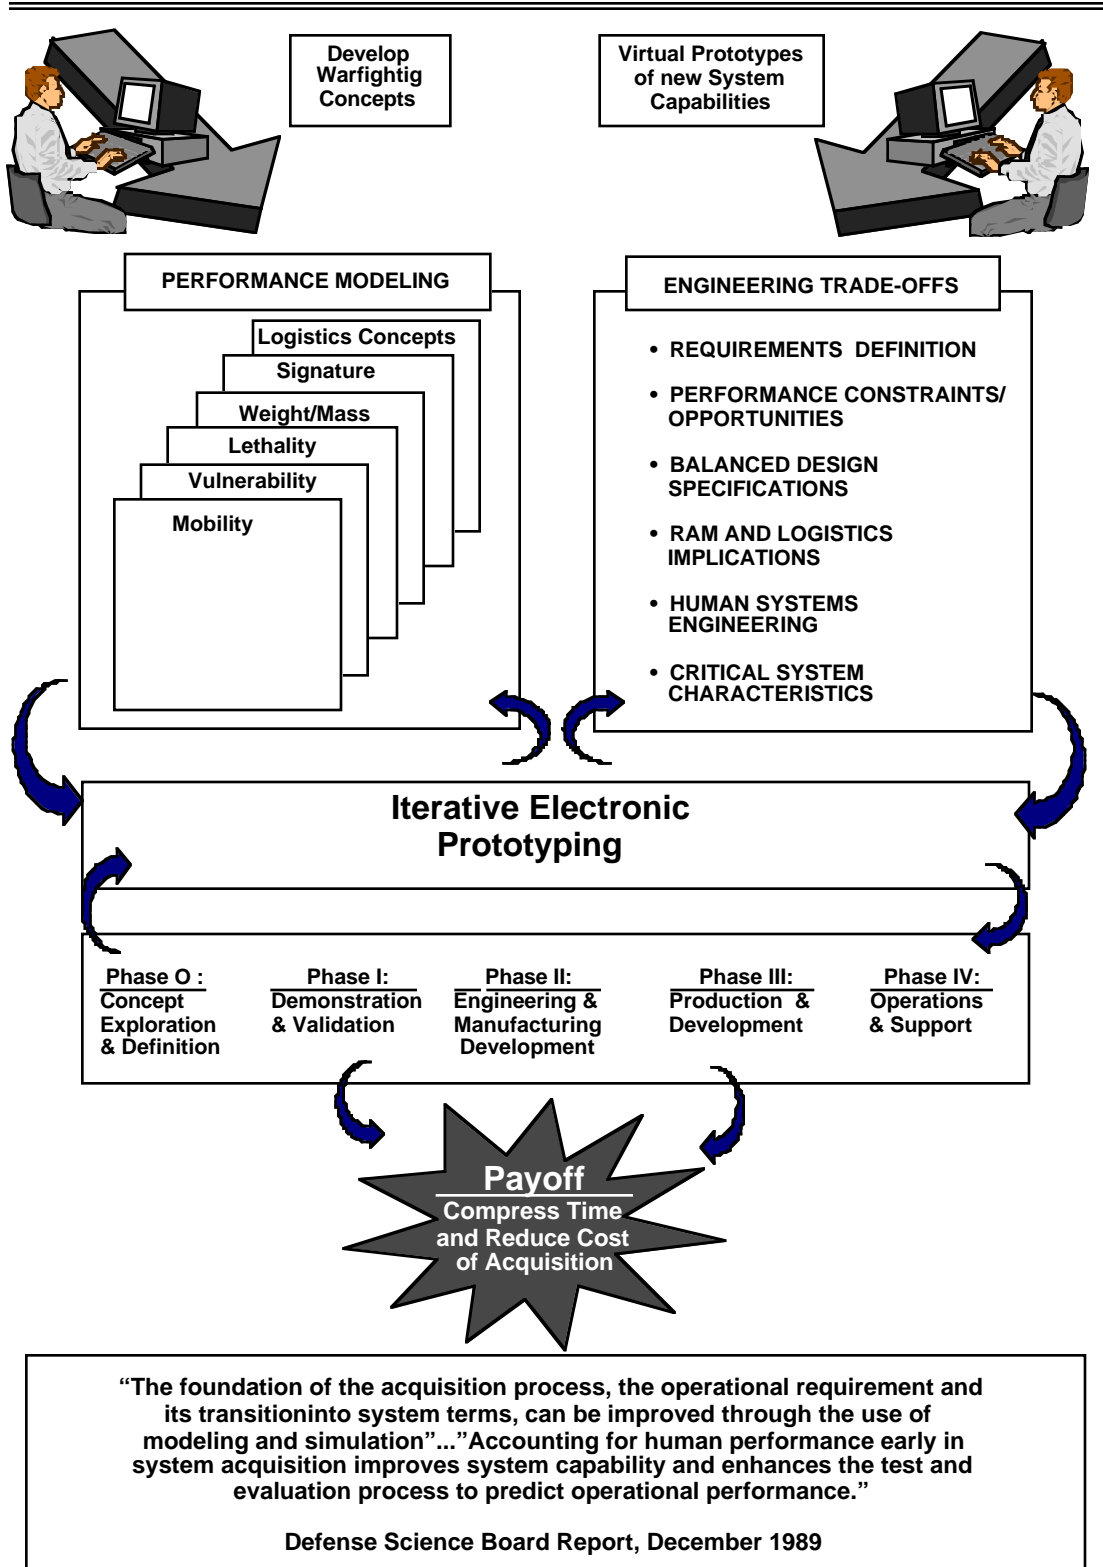 Develop
Warfightig
Concepts
Virtual Prototypes
of new System
Capabilities
PERFORMANCE MODELING
Logistics Concepts
Signature
Weight/Mass
Lethality
Vulnerability
Mobility
ENGINEERING TRADE-OFFS
• REQUIREMENTS DEFINITION
• PERFORMANCE CONSTRAINTS/
OPPORTUNITIES
• BALANCED DESIGN
SPECIFICATIONS
• RAM AND LOGISTICS
IMPLICATIONS
• HUMAN SYSTEMS
ENGINEERING
• CRITICAL SYSTEM
CHARACTERISTICS
Iterative Electronic
Prototyping
Phase O :
Concept
Exploration
& Definition
Phase I:
Demonstration
& Validation
Phase II:
Engineering &
Manufacturing
Development
Phase III:
Production &
Development
Phase IV:
Operations
& Support
Payoff
Compress Time
and Reduce Cost
of Acquisition
“The foundation of the acquisition process, the operational requirement and
its transitioninto system terms, can be improved through the use of
modeling and simulation”...”Accounting for human performance early in
system acquisition improves system capability and enhances the test and
evaluation process to predict operational performance.”
Defense Science Board Report, December 1989